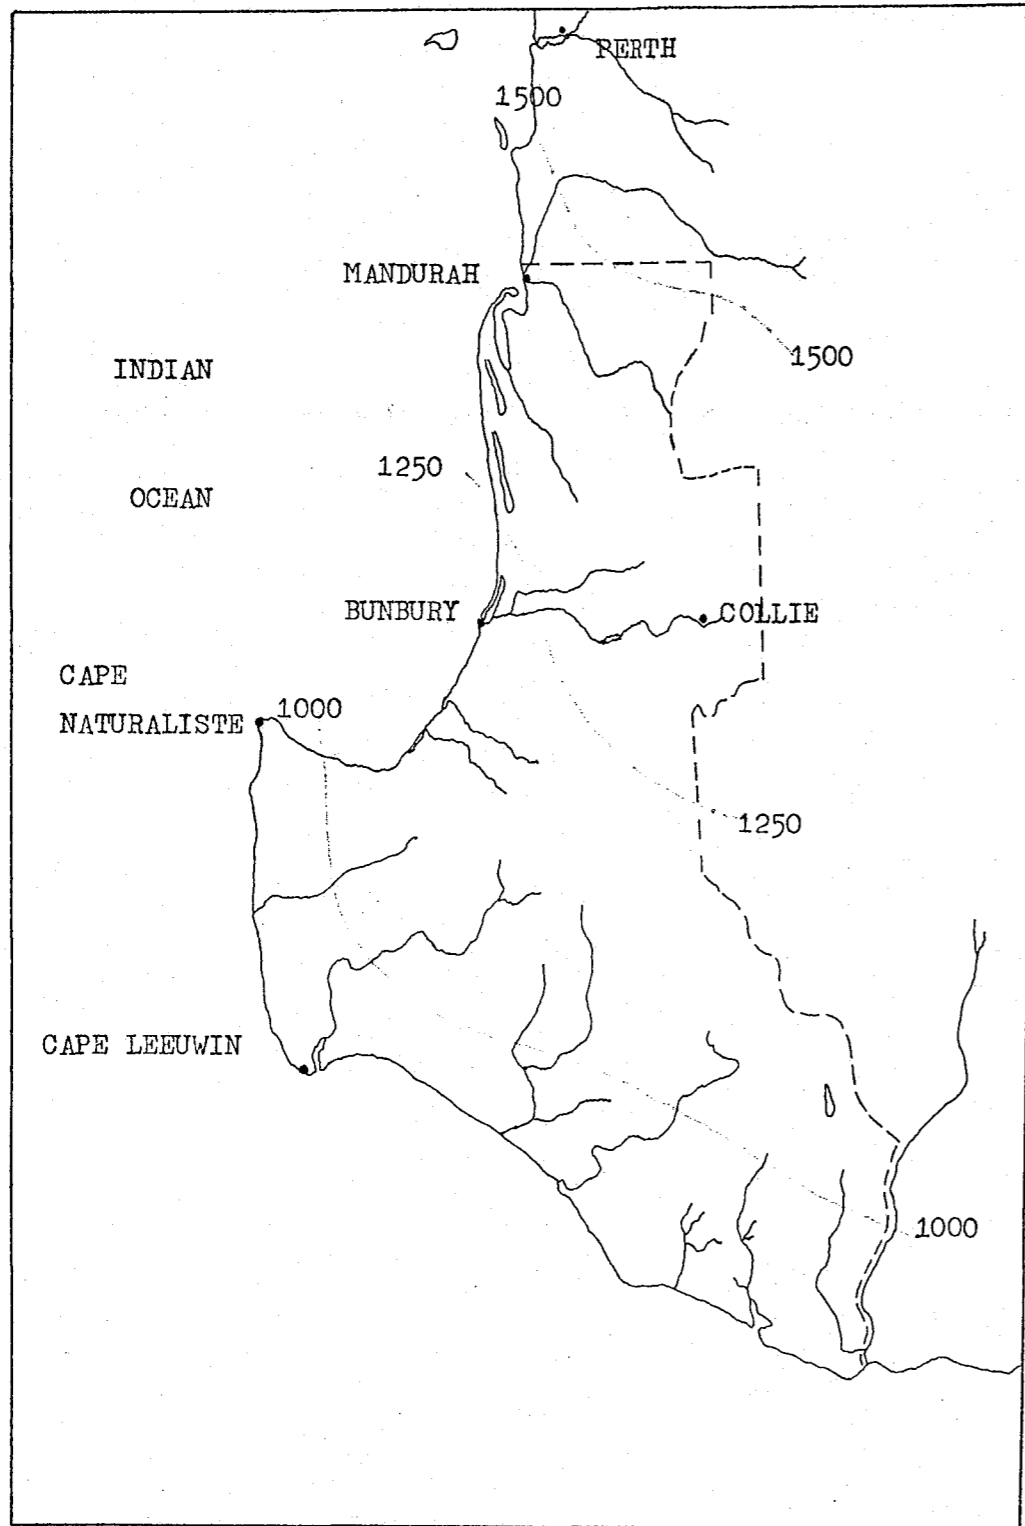 PERTH
1500
MANDURAH
1500
INDIAN
1250
OCEAN
BUNBURY
COLLIE
CAPE
NATURALISTE
1000
1250
CAPE LEEUWIN
1000